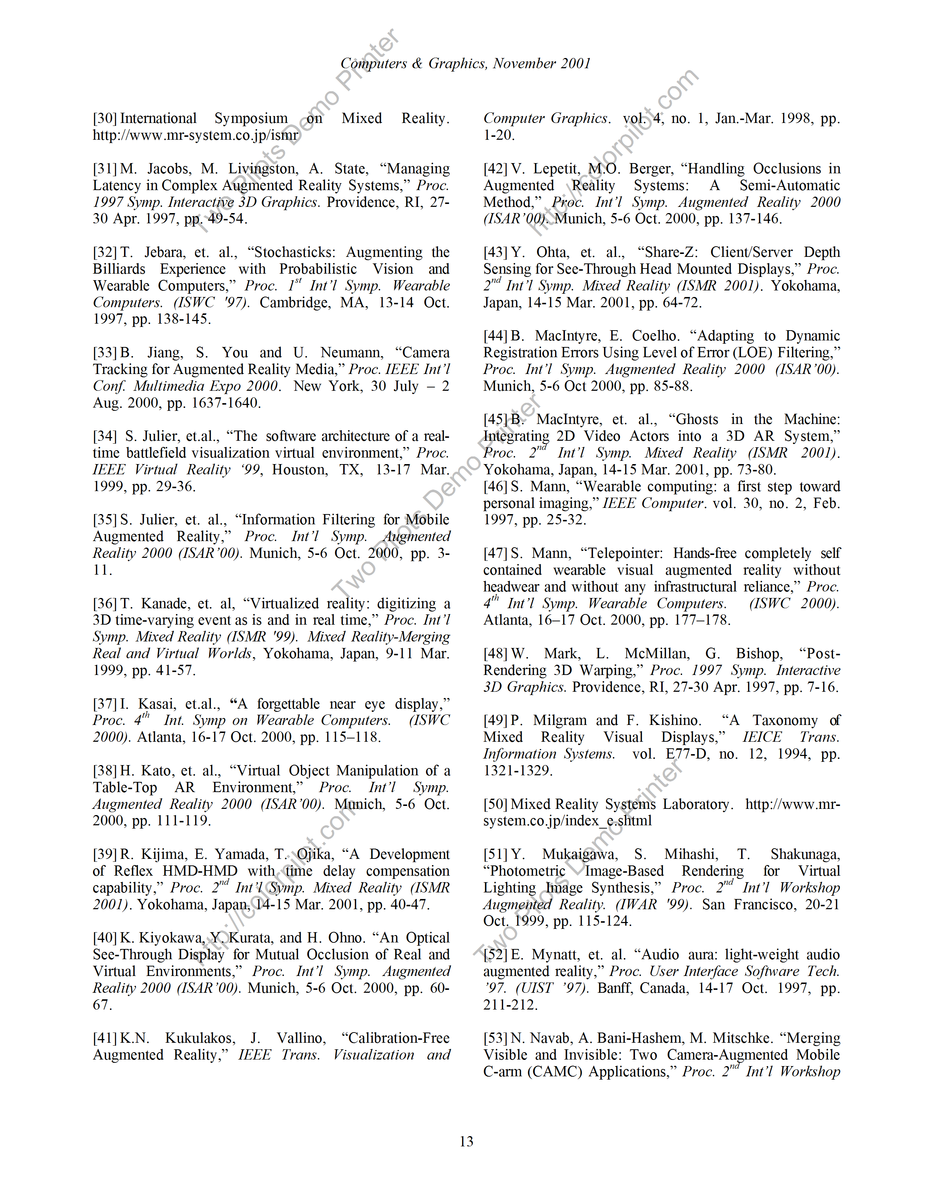 Computers & Graphics, November 2001
[30] International Symposium on Mixed Reality.
http://www.mr-system.co.jp/ismr
[31] M. Jacobs, M. Livingston, A. State, “Managing
Latency in Complex Augmented Reality Systems,” Proc.
1997 Symp. Interactive 3D Graphics. Providence, RI, 27-
30 Apr. 1997, pp. 49-54.
[32] T. Jebara, et. al., “Stochasticks: Augmenting the
Billiards Experience with Probabilistic Vision and
Wearable Computers,” Proc. 1st Int’l Symp. Wearable
Computers. (ISWC '97). Cambridge, MA, 13-14 Oct.
1997, pp. 138-145.
[33] B. Jiang, S. You and U. Neumann, “Camera
Tracking for Augmented Reality Media,” Proc. IEEE Int’l
Conf. Multimedia Expo 2000. New York, 30 July – 2
Aug. 2000, pp. 1637-1640.
[34] S. Julier, et.al., “The software architecture of a real-
time battlefield visualization virtual environment,” Proc.
IEEE Virtual Reality ‘99, Houston, TX, 13-17 Mar.
1999, pp. 29-36.
[35] S. Julier, et. al., “Information Filtering for Mobile
Augmented Reality,” Proc. Int’l Symp. Augmented
Reality 2000 (ISAR’00). Munich, 5-6 Oct. 2000, pp. 3-
11.
[36] T. Kanade, et. al, “Virtualized reality: digitizing a
3D time-varying event as is and in real time,” Proc. Int’l
Symp. Mixed Reality (ISMR '99). Mixed Reality-Merging
Real and Virtual Worlds, Yokohama, Japan, 9-11 Mar.
1999, pp. 41-57.
[37] I. Kasai, et.al., “A forgettable near eye display,”
Proc. 4th Int. Symp on Wearable Computers. (ISWC
2000). Atlanta, 16-17 Oct. 2000, pp. 115–118.
[38] H. Kato, et. al., “Virtual Object Manipulation of a
Table-Top AR Environment,” Proc. Int’l Symp.
Augmented Reality 2000 (ISAR’00). Munich, 5-6 Oct.
2000, pp. 111-119.
[39] R. Kijima, E. Yamada, T. Ojika, “A Development
of Reflex HMD-HMD with time delay compensation
capability,” Proc. 2nd Int’l Symp. Mixed Reality (ISMR
2001). Yokohama, Japan, 14-15 Mar. 2001, pp. 40-47.
[40] K. Kiyokawa, Y. Kurata, and H. Ohno. “An Optical
See-Through Display for Mutual Occlusion of Real and
Virtual Environments,” Proc. Int’l Symp. Augmented
Reality 2000 (ISAR’00). Munich, 5-6 Oct. 2000, pp. 60-
67.
[41] K.N. Kukulakos, J. Vallino, “Calibration-Free
Augmented Reality,” IEEE Trans. Visualization and
Computer Graphics. vol. 4, no. 1, Jan.-Mar. 1998, pp.
1-20.
[42] V. Lepetit, M.O. Berger, “Handling Occlusions in
Augmented Reality Systems: A Semi-Automatic
Method,” Proc. Int’l Symp. Augmented Reality 2000
(ISAR’00). Munich, 5-6 Oct. 2000, pp. 137-146.
[43] Y. Ohta, et. al., “Share-Z: Client/Server Depth
Sensing for See-Through Head Mounted Displays,” Proc.
2nd Int’l Symp. Mixed Reality (ISMR 2001). Yokohama,
Japan, 14-15 Mar. 2001, pp. 64-72.
[44] B. MacIntyre, E. Coelho. “Adapting to Dynamic
Registration Errors Using Level of Error (LOE) Filtering,”
Proc. Int’l Symp. Augmented Reality 2000 (ISAR’00).
Munich, 5-6 Oct 2000, pp. 85-88.
[45] B. MacIntyre, et. al., “Ghosts in the Machine:
Integrating 2D Video Actors into a 3D AR System,”
Proc. 2nd Int’l Symp. Mixed Reality (ISMR 2001).
Yokohama, Japan, 14-15 Mar. 2001, pp. 73-80.
[46] S. Mann, “Wearable computing: a first step toward
personal imaging,” IEEE Computer. vol. 30, no. 2, Feb.
1997, pp. 25-32.
[47] S. Mann, “Telepointer: Hands-free completely self
contained wearable visual augmented reality without
headwear and without any infrastructural reliance,” Proc.
4th Int’l Symp. Wearable Computers. (ISWC 2000).
Atlanta, 16–17 Oct. 2000, pp. 177–178.
[48] W. Mark, L. McMillan, G. Bishop, “Post-
Rendering 3D Warping,” Proc. 1997 Symp. Interactive
3D Graphics. Providence, RI, 27-30 Apr. 1997, pp. 7-16.
[49] P. Milgram and F. Kishino. “A Taxonomy of
Mixed Reality Visual Displays,” IEICE Trans.
Information Systems. vol. E77-D, no. 12, 1994, pp.
1321-1329.
[50] Mixed Reality Systems Laboratory. http://www.mr-
system.co.jp/index_e.shtml
[51] Y. Mukaigawa, S. Mihashi, T. Shakunaga,
“Photometric Image-Based Rendering for Virtual
Lighting Image Synthesis,” Proc. 2nd Int’l Workshop
Augmented Reality. (IWAR '99). San Francisco, 20-21
Oct. 1999, pp. 115-124.
[52] E. Mynatt, et. al. “Audio aura: light-weight audio
augmented reality,” Proc. User Interface Software Tech.
’97. (UIST ’97). Banff, Canada, 14-17 Oct. 1997, pp.
211-212.
[53] N. Navab, A. Bani-Hashem, M. Mitschke. “Merging
Visible and Invisible: Two Camera-Augmented Mobile
C-arm (CAMC) Applications,” Proc. 2nd Int’l Workshop
13
Two Pilots Demo Printer
http://colorpilot.com
Two Pilots Demo Printer
http://colorpilot.com
Two Pilots Demo Printer